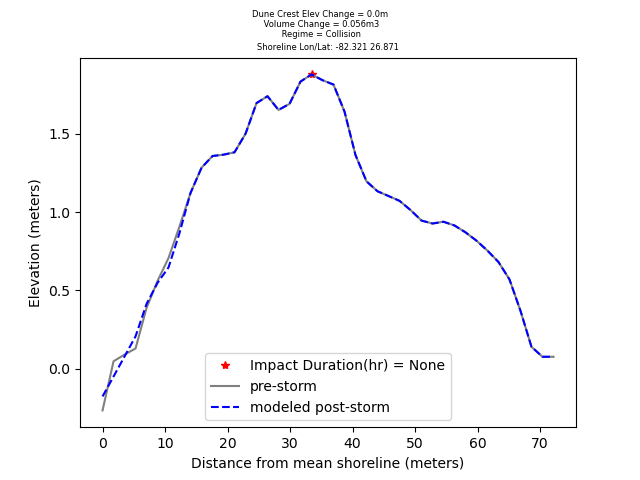 Dune Crest Elev Change = 0.0m
Volume Change = 0.056m3
Regime = Collision
Shoreline Lon/Lat: -82.321 26.871
Elevation (meters)
1.5
1.0
0.5
0.0
Impact Duration(hr) = None
pre-storm
modeled post-storm
0 10 20 30 40 50 60 70
Distance from mean shoreline (meters)